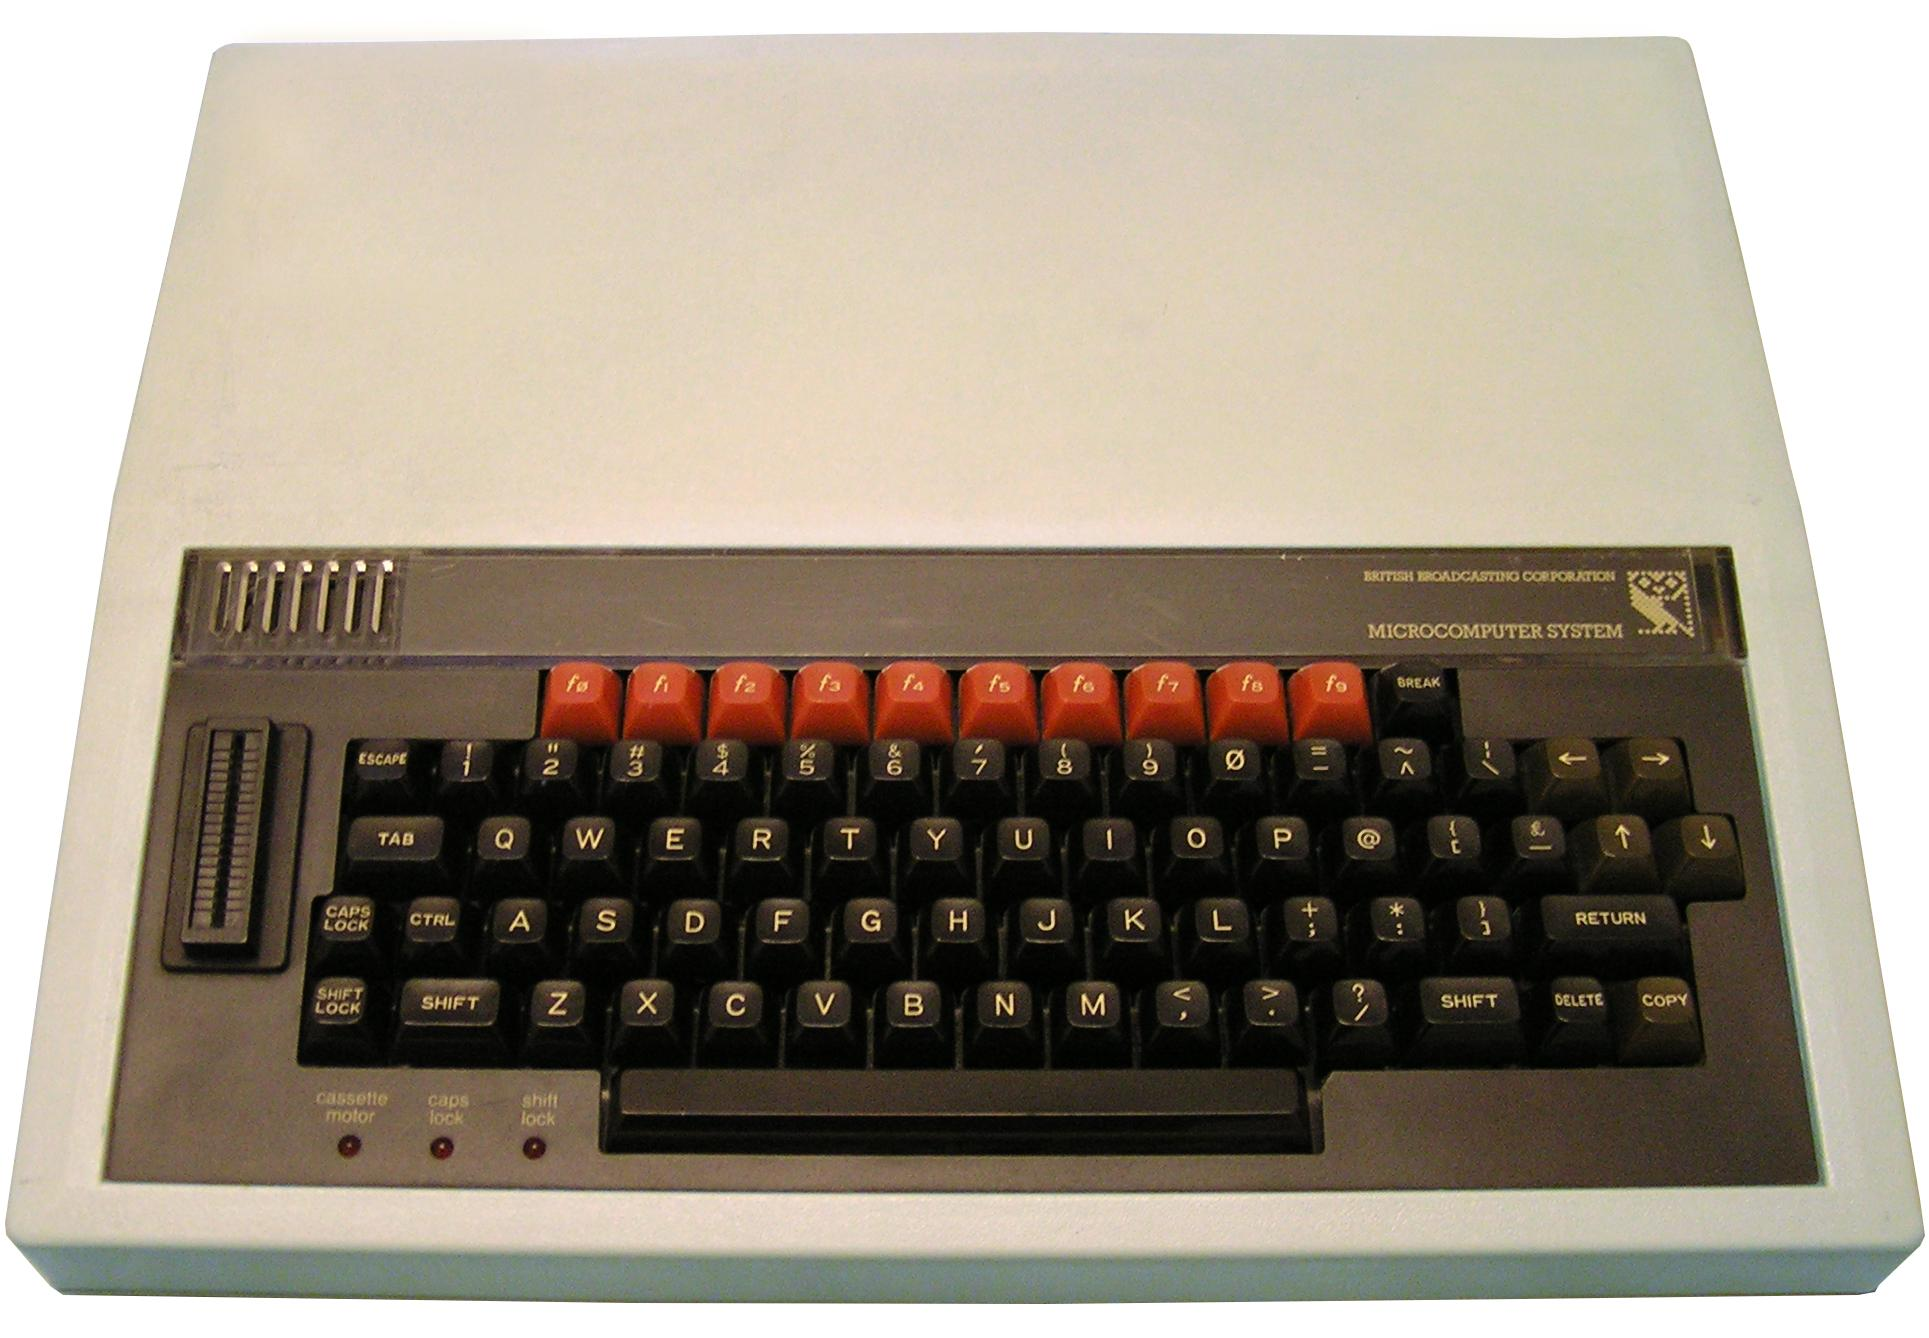 BRITISH BROADCASTING CORPORATION
MICROCOMPUTER SYSTEM
f0 f1 f2 f3 f4 f5 f6 f7 f8 f9 BREAK
ESCAPE ! 1 " 2 # 3 $ 4 % 5 & 6 ' 7 ( 8 ) 9 0 = - ~ ^ ¦ \ ← →
TAB Q W E R T Y U I O P @ { [ £ _ ↑ ↓
CAPS LOCK CTRL A S D F G H J K L + ; * : } ] RETURN
SHIFT LOCK SHIFT Z X C V B N M < , > . ? / SHIFT DELETE COPY
cassette motor
caps lock
shift lock